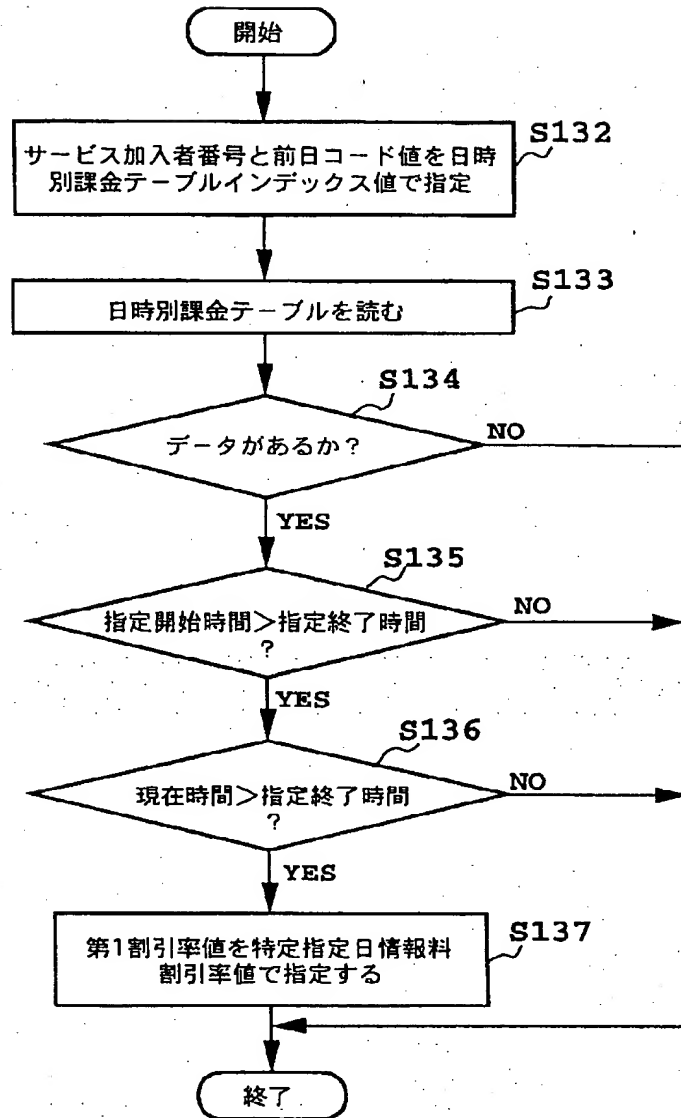 開始
S132
サービス加入者番号と前日コード値を日時
別課金テーブルインデックス値で指定
S133
日時別課金テーブルを読む
S134
データがあるか？
NO
YES
S135
指定開始時間＞指定終了時間
？
NO
YES
S136
現在時間＞指定終了時間
？
NO
YES
S137
第1割引率値を特定指定日情報料
割引率値で指定する
終了